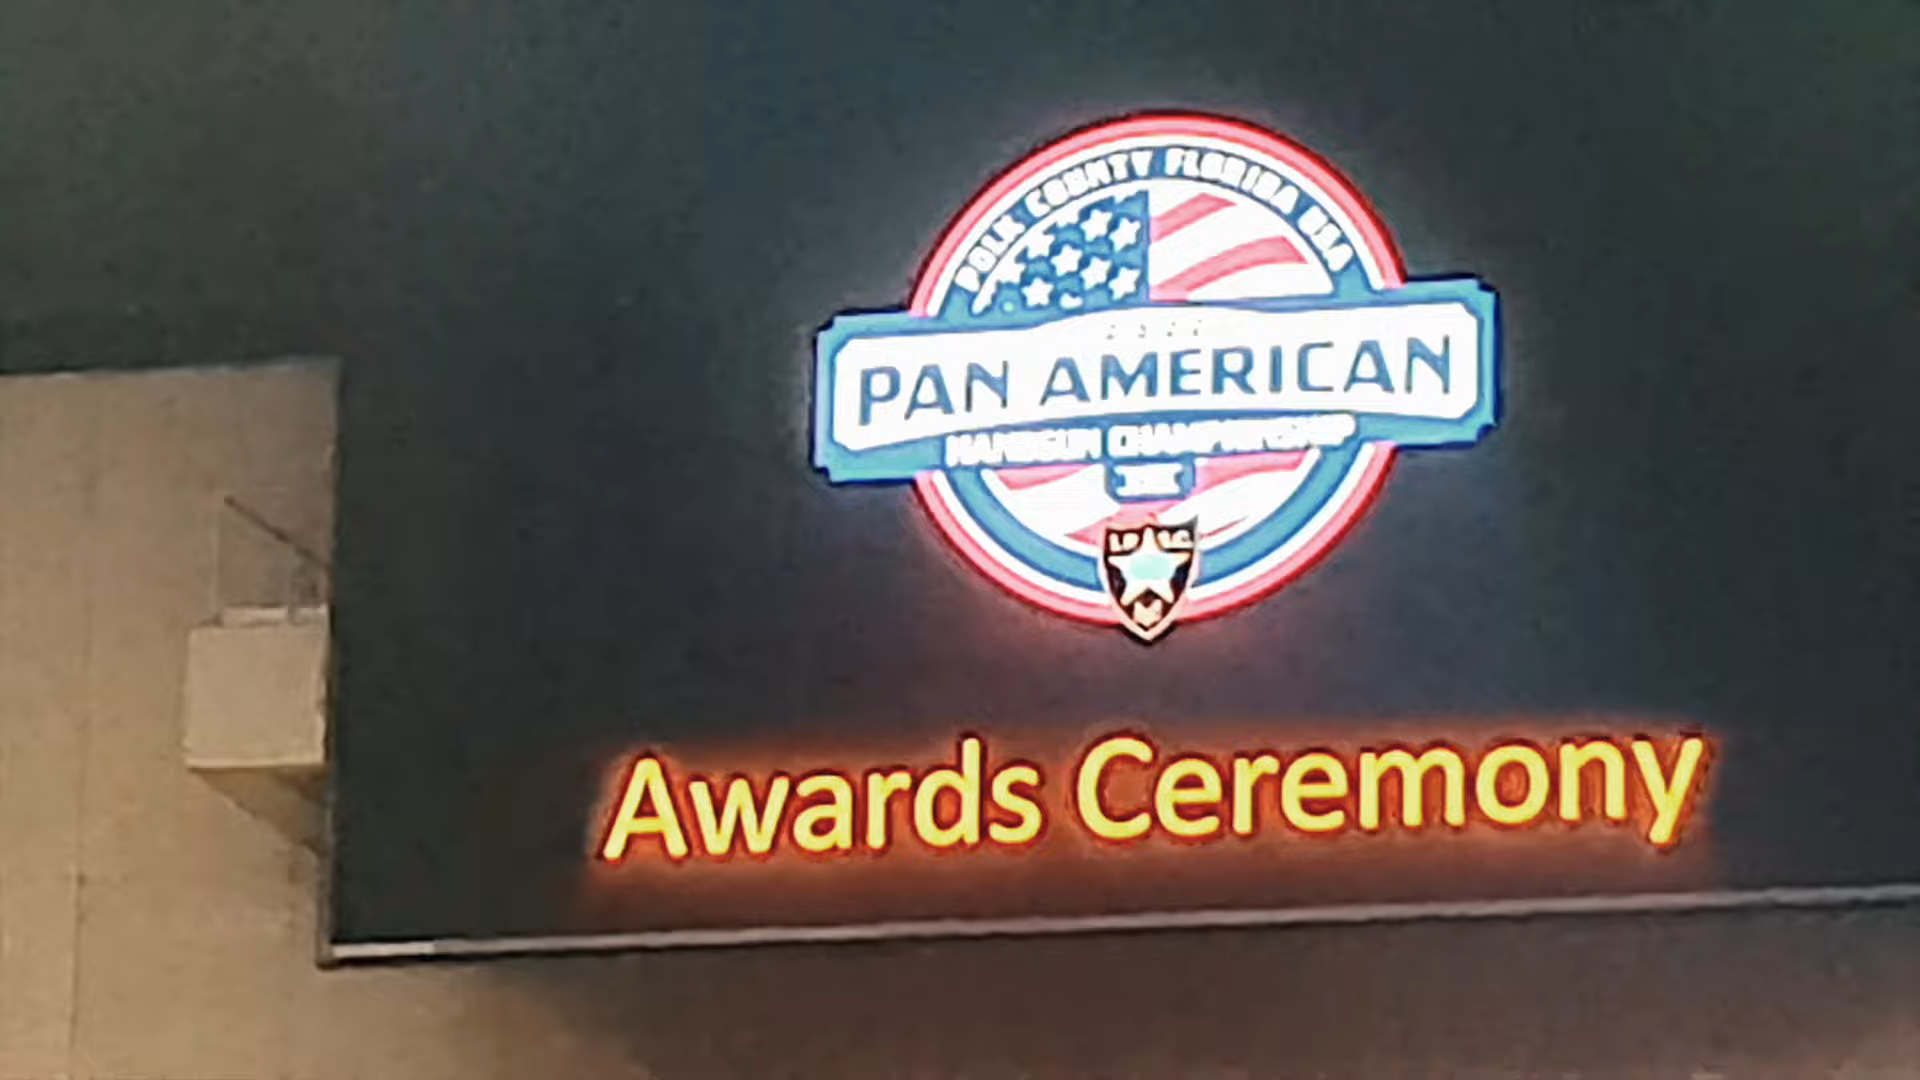 POLK COUNTY FLORIDA USA
PAN AMERICAN
HANDGUN CHAMPIONSHIP
I.P.S.C.
Awards Ceremony